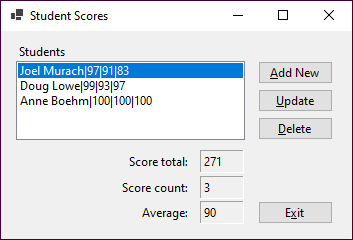 Student Scores
Students
Joel Murach|97|91|83
Doug Lowe|99|93|97
Anne Boehm|100|100|100
Add New
Update
Delete
Score total: 271
Score count: 3
Average: 90
Exit